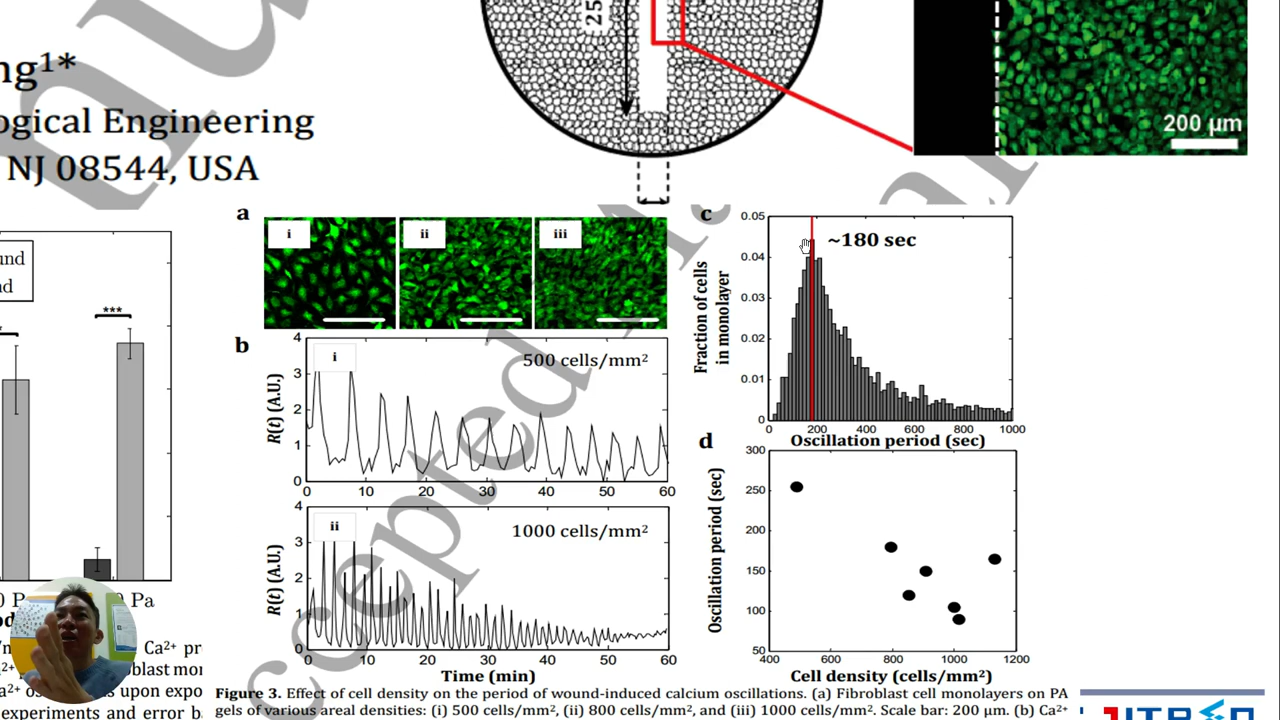 ng¹*
ogical Engineering
NJ 08544, USA
25
200 µm
a
i
ii
iii
b
i
500 cells/mm²
R(t) (A.U.)
4
3
2
1
0
0 10 20 30 40 50 60
ii
1000 cells/mm²
R(t) (A.U.)
4
3
2
1
0
0 10 20 30 40 50 60
Time (min)
c
~180 sec
Fraction of cells
in monolayer
0.05
0.04
0.03
0.02
0.01
0
0 200 400 600 800 1000
Oscillation period (sec)
d
Oscillation period (sec)
300
250
200
150
100
50
400 600 800 1000 1200
Cell density (cells/mm²)
und
d
***
Pa
Ca²⁺ pr
blast mor
a²⁺ os upon expo
experiments and error b
Figure 3. Effect of cell density on the period of wound-induced calcium oscillations. (a) Fibroblast cell monolayers on PA
gels of various areal densities: (i) 500 cells/mm², (ii) 800 cells/mm², and (iii) 1000 cells/mm². Scale bar: 200 µm. (b) Ca²⁺
ccepted